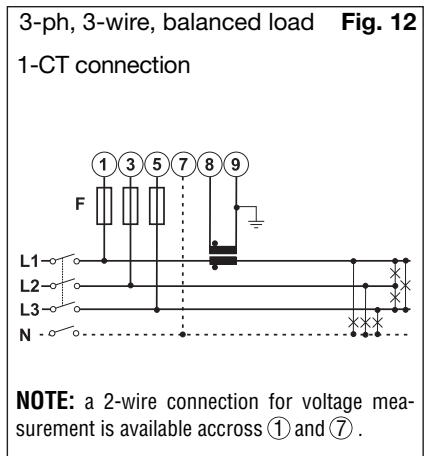 3-ph, 3-wire, balanced load Fig. 12
1-CT connection
1 3 5 7 8 9
F
L1
L2
L3
N
NOTE: a 2-wire connection for voltage mea-
surement is available accross 1 and 7 .